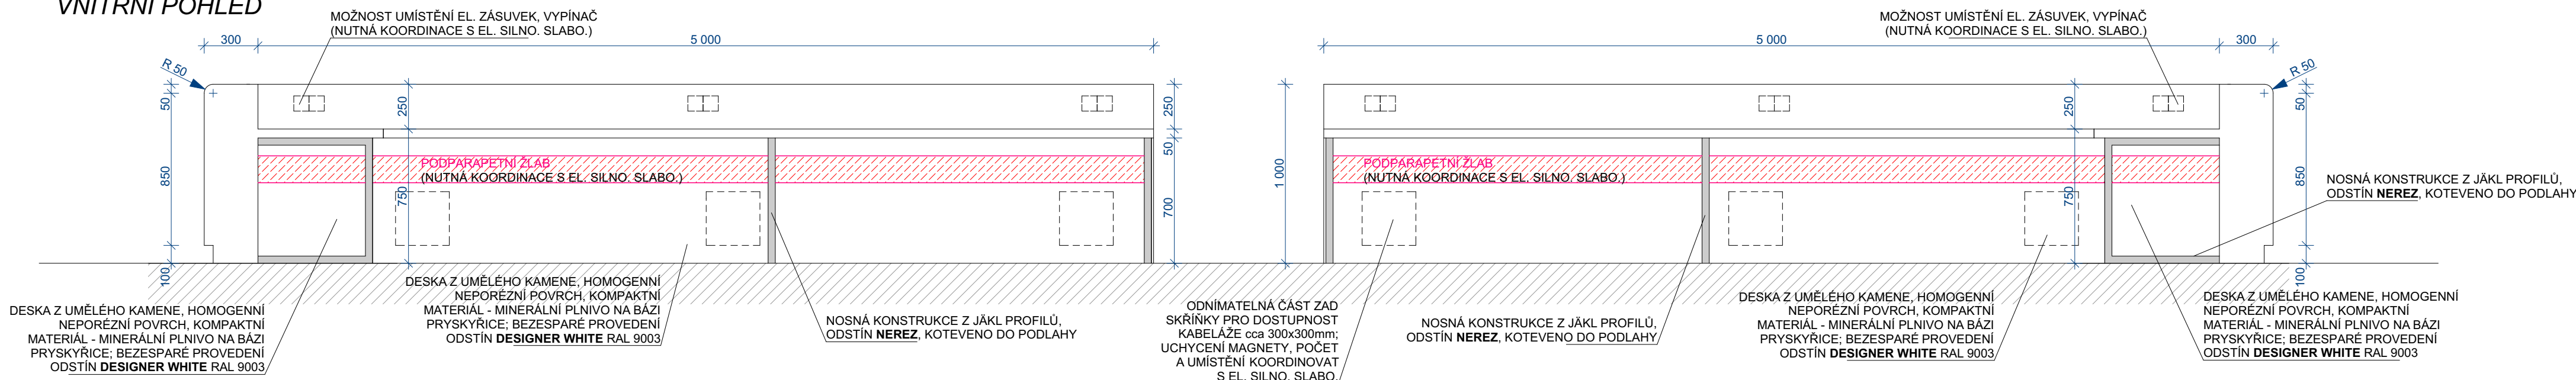 VNITŘNÍ POHLED
MOŽNOST UMÍSTĚNÍ EL. ZÁSUVEK, VYPÍNAČ
(NUTNÁ KOORDINACE S EL. SILNO. SLABO.)
MOŽNOST UMÍSTĚNÍ EL. ZÁSUVEK, VYPÍNAČ
(NUTNÁ KOORDINACE S EL. SILNO. SLABO.)
300
5 000
5 000
300
R 50
R 50
50
250
250
250
50
850
PODPARAPETNÍ ŽLAB
(NUTNÁ KOORDINACE S EL. SILNO. SLABO.)
750
50
700
1 000
PODPARAPETNÍ ŽLAB
(NUTNÁ KOORDINACE S EL. SILNO. SLABO.)
750
850
NOSNÁ KONSTRUKCE Z JÄKL PROFILŮ,
ODSTÍN NEREZ, KOTEVENO DO PODLAHY
100
100
DESKA Z UMĚLÉHO KAMENE, HOMOGENNÍ
NEPORÉZNÍ POVRCH, KOMPAKTNÍ
MATERIÁL - MINERÁLNÍ PLNIVO NA BÁZI
PRYSKYŘICE; BEZESPARÉ PROVEDENÍ
ODSTÍN DESIGNER WHITE RAL 9003
DESKA Z UMĚLÉHO KAMENE, HOMOGENNÍ
NEPORÉZNÍ POVRCH, KOMPAKTNÍ
MATERIÁL - MINERÁLNÍ PLNIVO NA BÁZI
PRYSKYŘICE; BEZESPARÉ PROVEDENÍ
ODSTÍN DESIGNER WHITE RAL 9003
NOSNÁ KONSTRUKCE Z JÄKL PROFILŮ,
ODSTÍN NEREZ, KOTEVENO DO PODLAHY
ODNÍMATELNÁ ČÁST ZAD
SKŘÍŇKY PRO DOSTUPNOST
KABELÁŽE cca 300x300mm;
UCHYCENÍ MAGNETY, POČET
A UMÍSTĚNÍ KOORDINOVAT
S EL. SILNO. SLABO.
NOSNÁ KONSTRUKCE Z JÄKL PROFILŮ,
ODSTÍN NEREZ, KOTEVENO DO PODLAHY
DESKA Z UMĚLÉHO KAMENE, HOMOGENNÍ
NEPORÉZNÍ POVRCH, KOMPAKTNÍ
MATERIÁL - MINERÁLNÍ PLNIVO NA BÁZI
PRYSKYŘICE; BEZESPARÉ PROVEDENÍ
ODSTÍN DESIGNER WHITE RAL 9003
DESKA Z UMĚLÉHO KAMENE, HOMOGENNÍ
NEPORÉZNÍ POVRCH, KOMPAKTNÍ
MATERIÁL - MINERÁLNÍ PLNIVO NA BÁZI
PRYSKYŘICE; BEZESPARÉ PROVEDENÍ
ODSTÍN DESIGNER WHITE RAL 9003